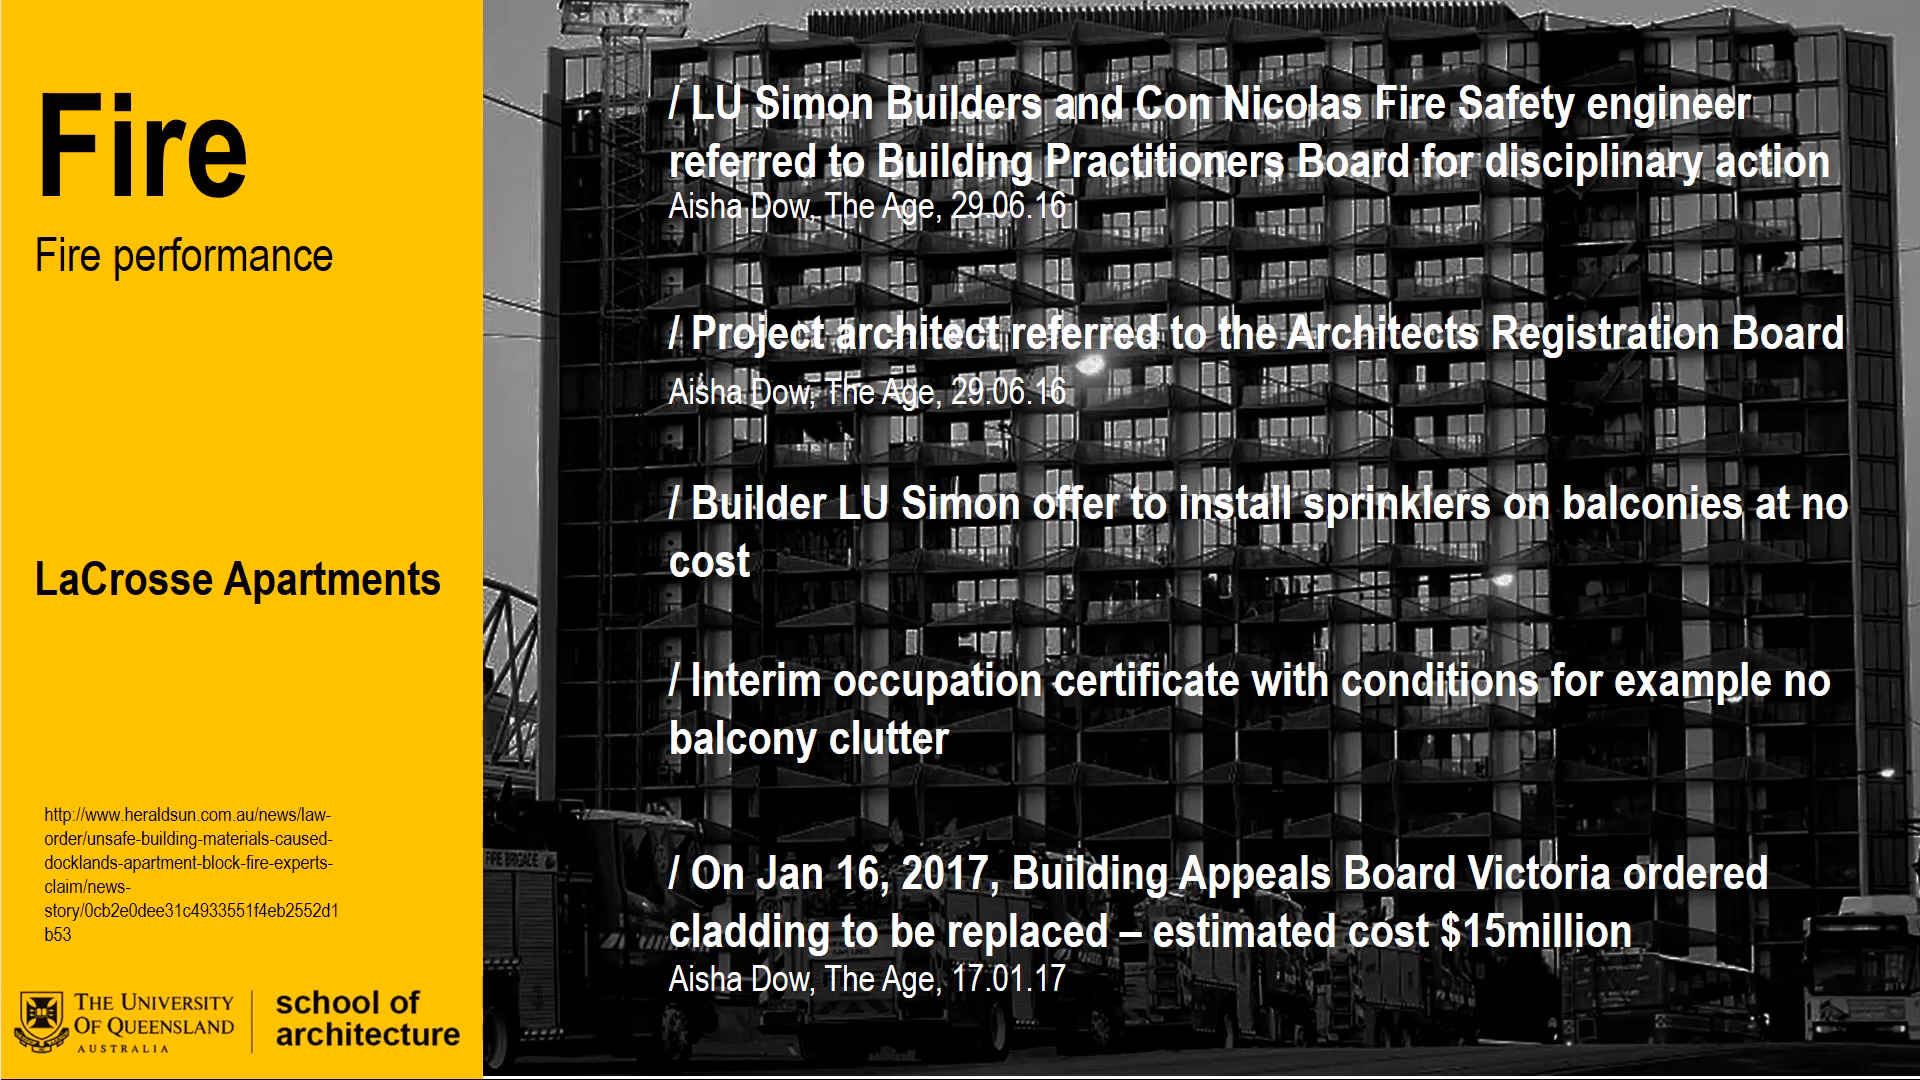 Fire
Fire performance
LaCrosse Apartments
http://www.heraldsun.com.au/news/law-
order/unsafe-building-materials-caused-
docklands-apartment-block-fire-experts-
claim/news-
story/0cb2e0dee31c4933551f4eb2552d1
b53
THE UNIVERSITY
OF QUEENSLAND
AUSTRALIA
school of
architecture
/ LU Simon Builders and Con Nicolas Fire Safety engineer
referred to Building Practitioners Board for disciplinary action
Aisha Dow, The Age, 29.06.16
/ Project architect referred to the Architects Registration Board
Aisha Dow, The Age, 29.06.16
/ Builder LU Simon offer to install sprinklers on balconies at no
cost
/ Interim occupation certificate with conditions for example no
balcony clutter
/ On Jan 16, 2017, Building Appeals Board Victoria ordered
cladding to be replaced – estimated cost $15million
Aisha Dow, The Age, 17.01.17
FIRE BRIGADE